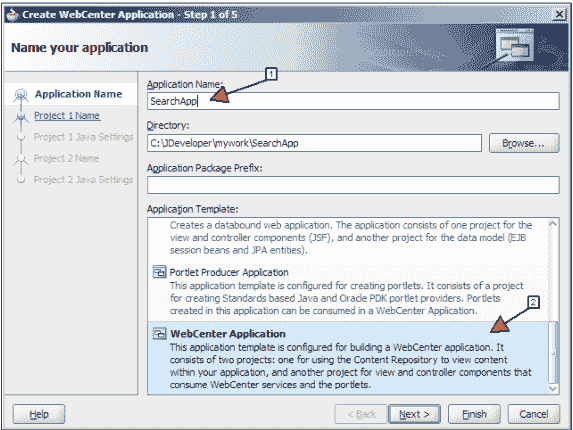 Create WebCenter Application - Step 1 of 5
Name your application
Application Name
Project 1 Name
Project 1 Java Settings
Project 2 Name
Project 2 Java Settings
Application Name:
1
SearchApp
Directory:
C:\JDeveloper\mywork\SearchApp
Browse...
Application Package Prefix:
Application Template:
Creates a databound web application. The application consists of one project for the
view and controller components (JSF), and another project for the data model (EJB
session beans and JPA entities).
Portlet Producer Application
This application template is configured for creating portlets. It consists of a project
for creating Standards based Java and Oracle PDK portlet providers. Portlets
created in this application can be consumed in a WebCenter Application.
2
WebCenter Application
This application template is configured for building a WebCenter application. It
consists of two projects: one for using the Content Repository to view content
within your application, and another project for view and controller components that
consume WebCenter services and the portlets.
Help
< Back
Next >
Finish
Cancel